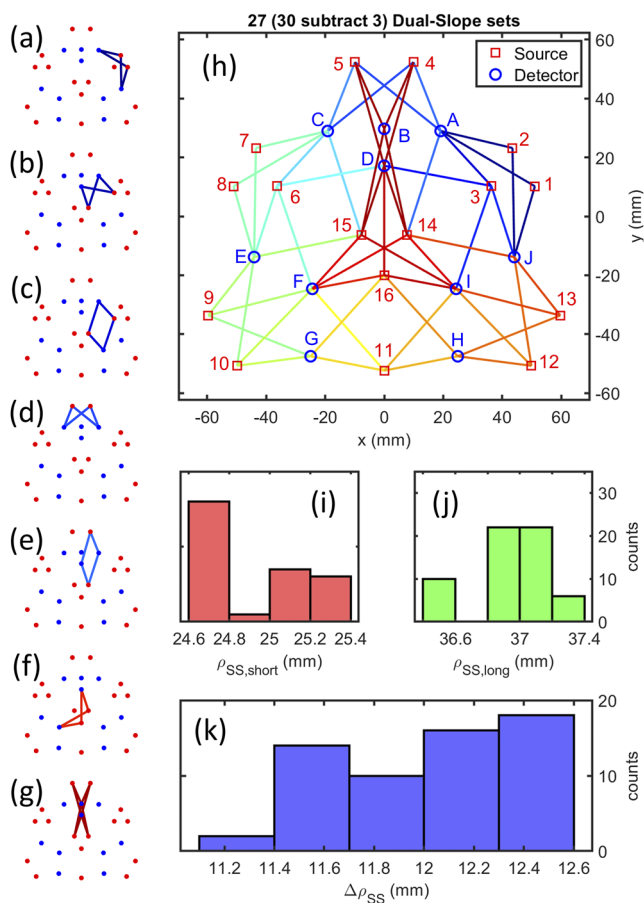 27 (30 subtract 3) Dual-Slope sets
(a)
(b)
(c)
(d)
(e)
(f)
(g)
(h)
Source
Detector
5
4
C
B
A
7
2
D
8
6
3
1
15
14
E
J
F
16
I
9
13
G
H
10
11
12
60
40
20
0
-20
-40
-60
y (mm)
-60 -40 -20 0 20 40 60
x (mm)
(i)
24.6 24.8 25 25.2 25.4
ρSS,short (mm)
(j)
30
20
10
0
counts
36.6 37 37.4
ρSS,long (mm)
(k)
20
10
0
counts
11.2 11.4 11.6 11.8 12 12.2 12.4 12.6
ΔρSS (mm)